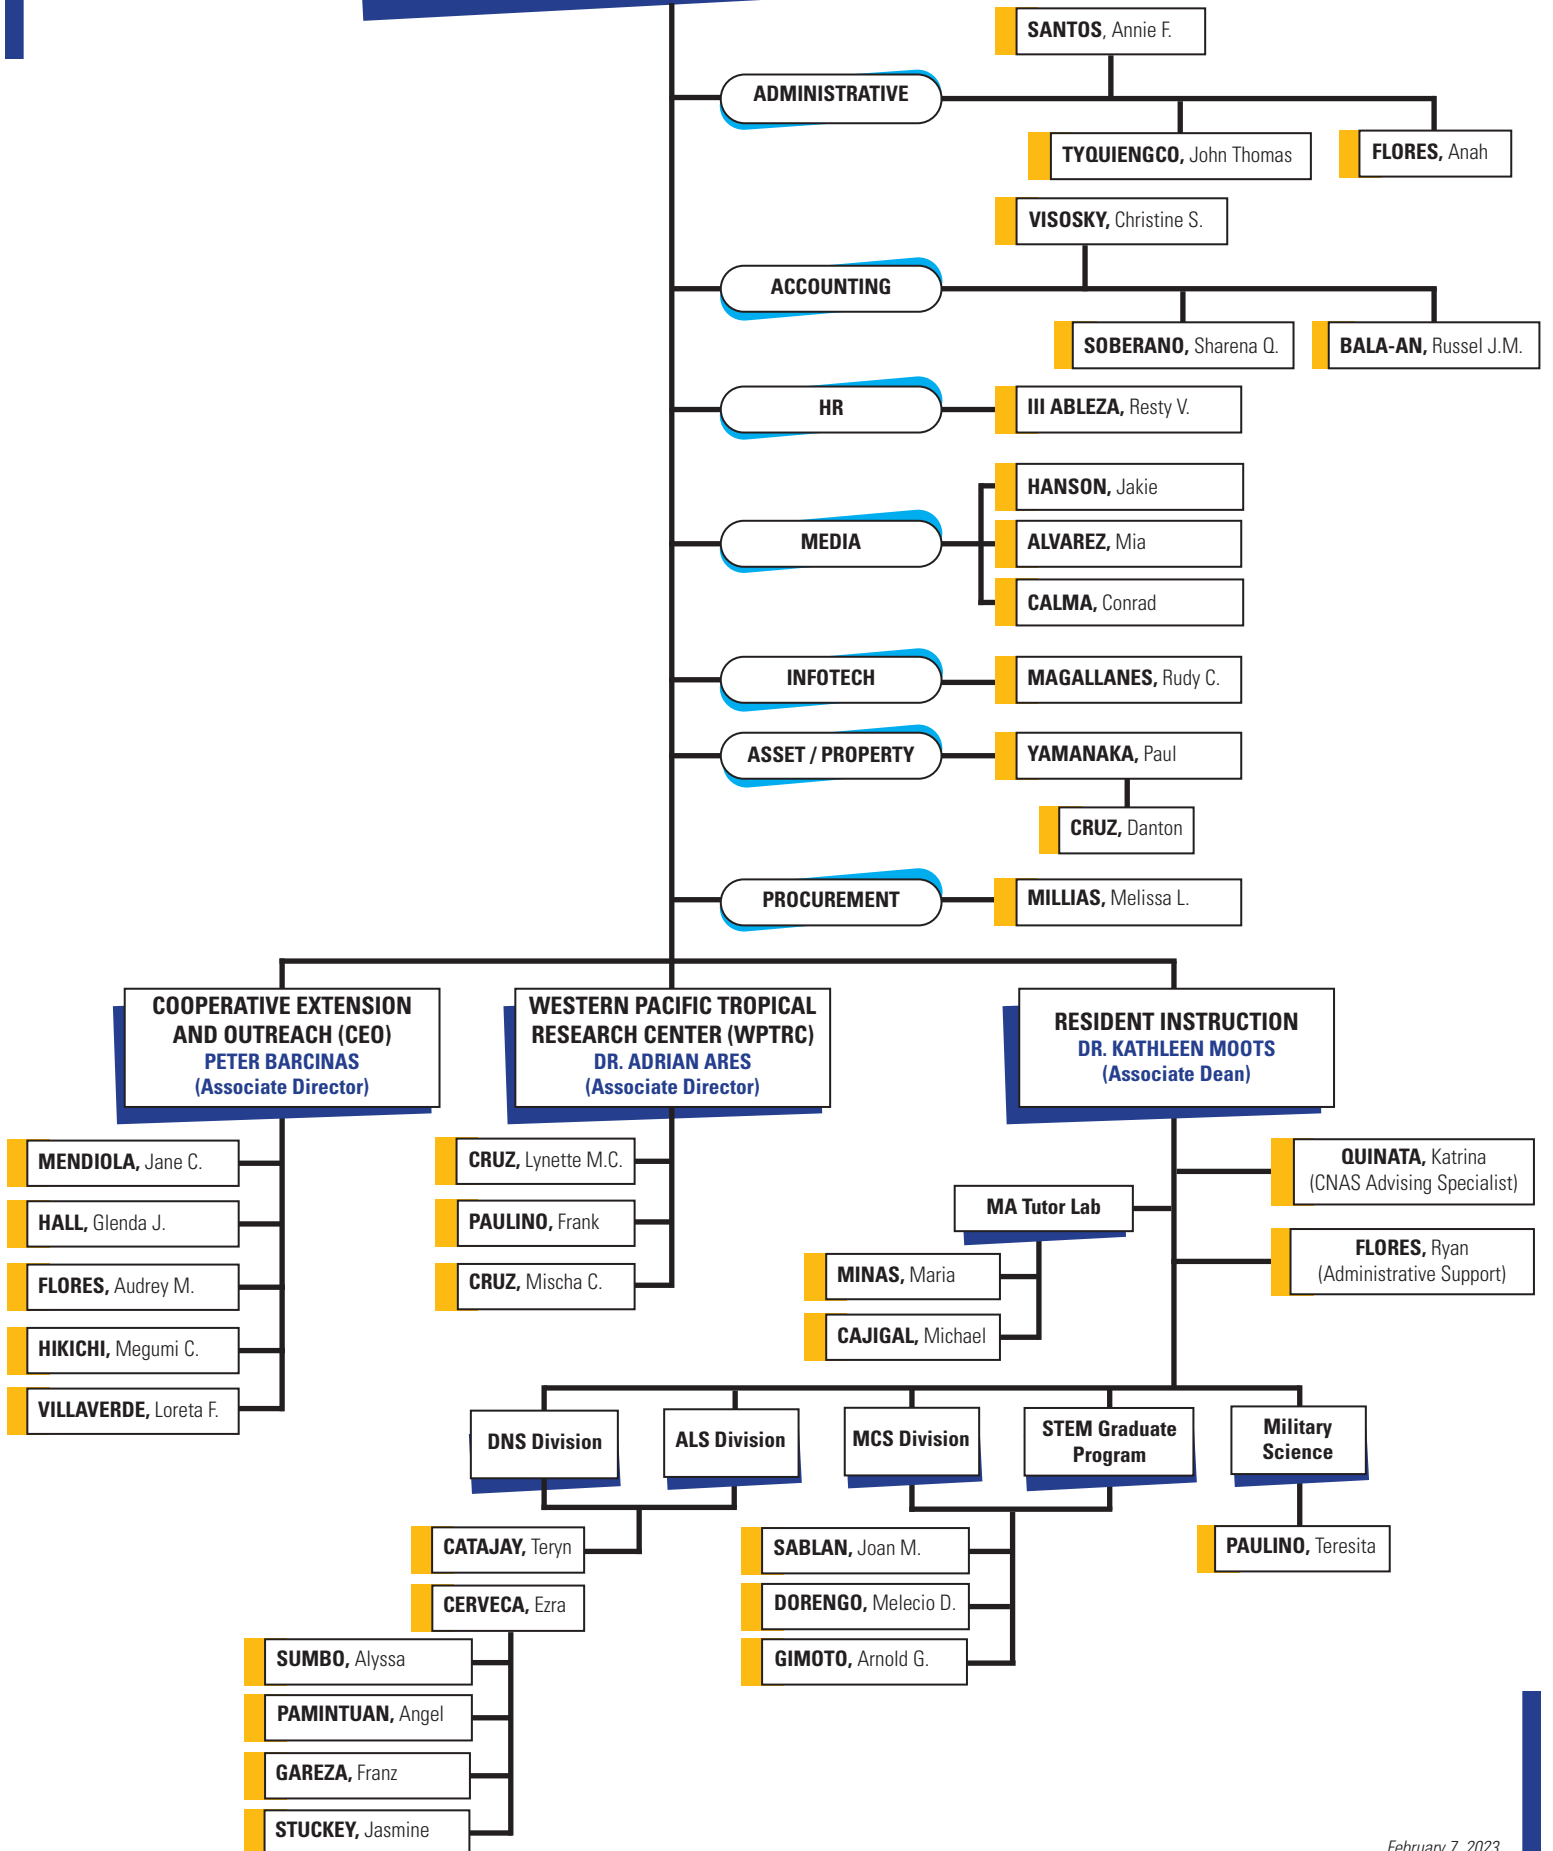 SANTOS, Annie F.
ADMINISTRATIVE
TYQUIENGCO, John Thomas
FLORES, Anah
VISOSKY, Christine S.
ACCOUNTING
SOBERANO, Sharena Q.
BALA-AN, Russel J.M.
HR
III ABLEZA, Resty V.
HANSON, Jakie
MEDIA
ALVAREZ, Mia
CALMA, Conrad
INFOTECH
MAGALLANES, Rudy C.
ASSET / PROPERTY
YAMANAKA, Paul
CRUZ, Danton
PROCUREMENT
MILLIAS, Melissa L.
COOPERATIVE EXTENSION
AND OUTREACH (CEO)
PETER BARCINAS
(Associate Director)
WESTERN PACIFIC TROPICAL
RESEARCH CENTER (WPTRC)
DR. ADRIAN ARES
(Associate Director)
RESIDENT INSTRUCTION
DR. KATHLEEN MOOTS
(Associate Dean)
MENDIOLA, Jane C.
HALL, Glenda J.
FLORES, Audrey M.
HIKICHI, Megumi C.
VILLAVERDE, Loreta F.
CRUZ, Lynette M.C.
PAULINO, Frank
CRUZ, Mischa C.
QUINATA, Katrina
(CNAS Advising Specialist)
MA Tutor Lab
FLORES, Ryan
(Administrative Support)
MINAS, Maria
CAJIGAL, Michael
DNS Division
ALS Division
MCS Division
STEM Graduate
Program
Military
Science
CATAJAY, Teryn
CERVECA, Ezra
SUMBO, Alyssa
PAMINTUAN, Angel
GAREZA, Franz
STUCKEY, Jasmine
SABLAN, Joan M.
DORENGO, Melecio D.
GIMOTO, Arnold G.
PAULINO, Teresita
February 7, 2023